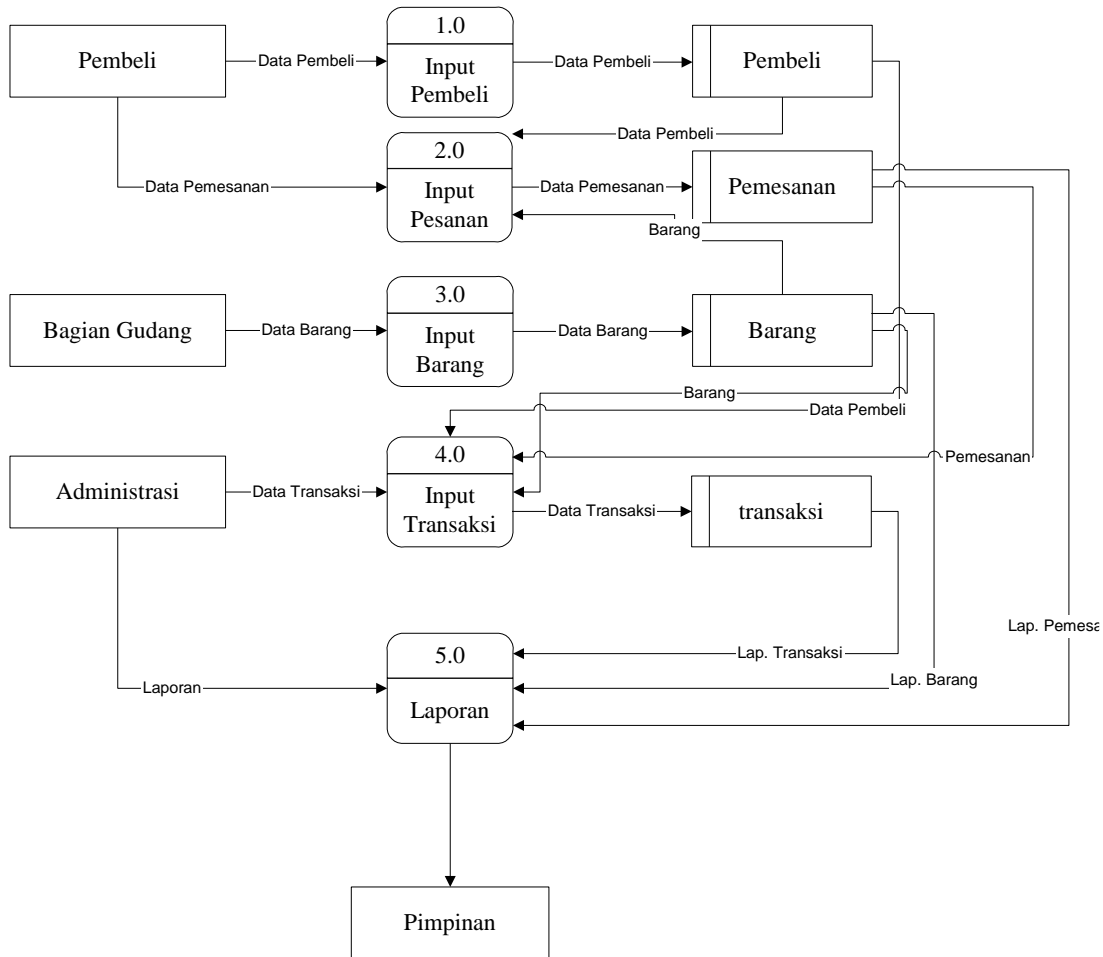 1.0
Pembeli
Data Pembeli
Input
Pembeli
Data Pembeli
Pembeli
Data Pembeli
2.0
Data Pemesanan
Input
Pesanan
Data Pemesanan
Pemesanan
Barang
3.0
Bagian Gudang
Data Barang
Input
Barang
Data Barang
Barang
Barang
Data Pembeli
4.0
Pemesanan
Administrasi
Data Transaksi
Input
Transaksi
Data Transaksi
transaksi
Lap. Pemesa
5.0
Lap. Transaksi
Lap. Barang
Laporan
Laporan
Pimpinan